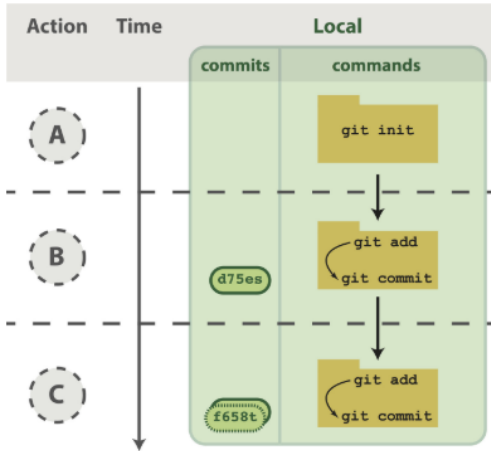 Action Time Local
commits commands
A
git init
B
git add
d75es
git commit
C
git add
f658t
git commit